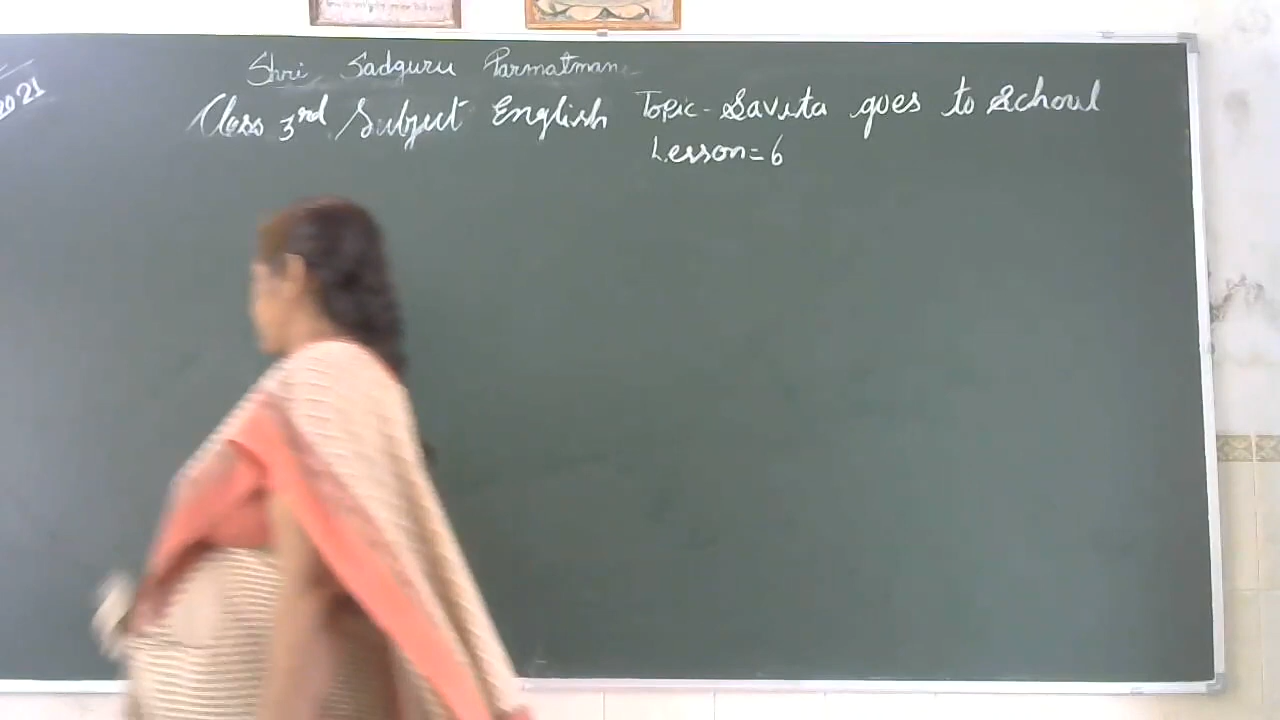 Shri Sadguru Parmatman
2021
Class 3rd Subject English Topic - Savita goes to School
Lesson = 6